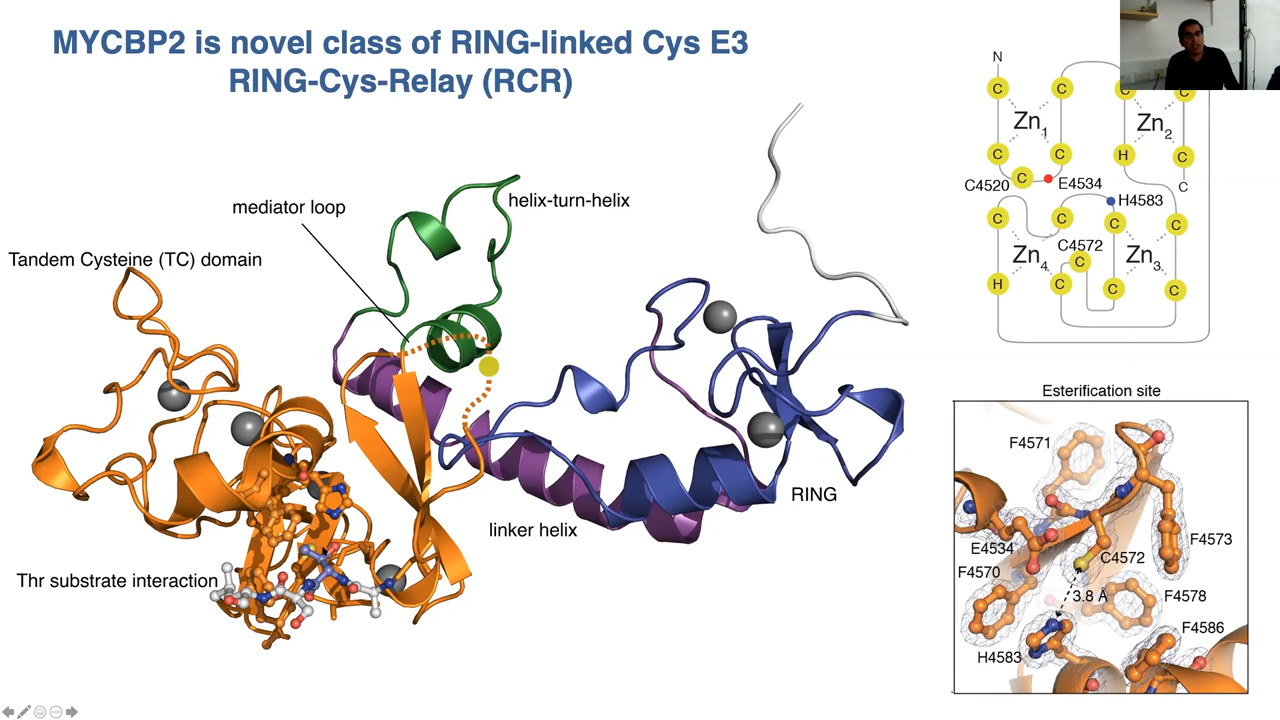 MYCBP2 is novel class of RING-linked Cys E3
RING-Cys-Relay (RCR)
mediator loop
helix-turn-helix
Tandem Cysteine (TC) domain
RING
linker helix
Thr substrate interaction
N
C C C C
Zn1 Zn2
C C H C
C4520 C E4534 C
H4583
C C C C
C4572
Zn4 C Zn3
H C C C
Esterification site
F4571
E4534 C4572 F4573
F4570
3.8 Å F4578
F4586
H4583